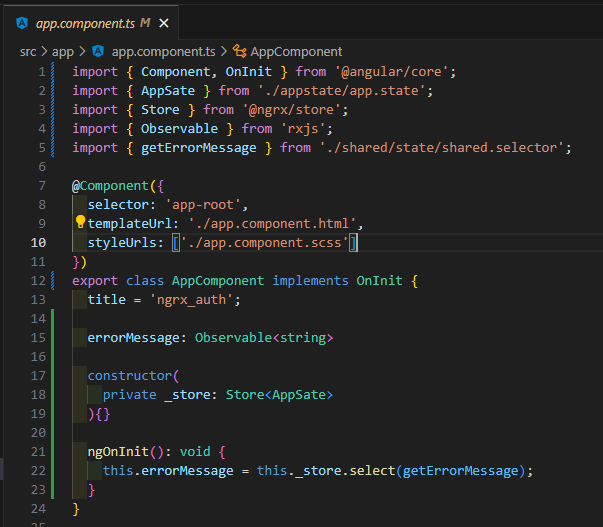 app.component.ts M ×
src > app > app.component.ts > AppComponent
1 import { Component, OnInit } from '@angular/core';
2 import { AppSate } from './appstate/app.state';
3 import { Store } from '@ngrx/store';
4 import { Observable } from 'rxjs';
5 import { getErrorMessage } from './shared/state/shared.selector';
6
7 @Component({
8   selector: 'app-root',
9   templateUrl: './app.component.html',
10   styleUrls: ['./app.component.scss']
11 })
12 export class AppComponent implements OnInit {
13   title = 'ngrx_auth';
14
15   errorMessage: Observable<string>
16
17   constructor(
18     private _store: Store<AppSate>
19   ){}
20
21   ngOnInit(): void {
22     this.errorMessage = this._store.select(getErrorMessage);
23   }
24 }
25